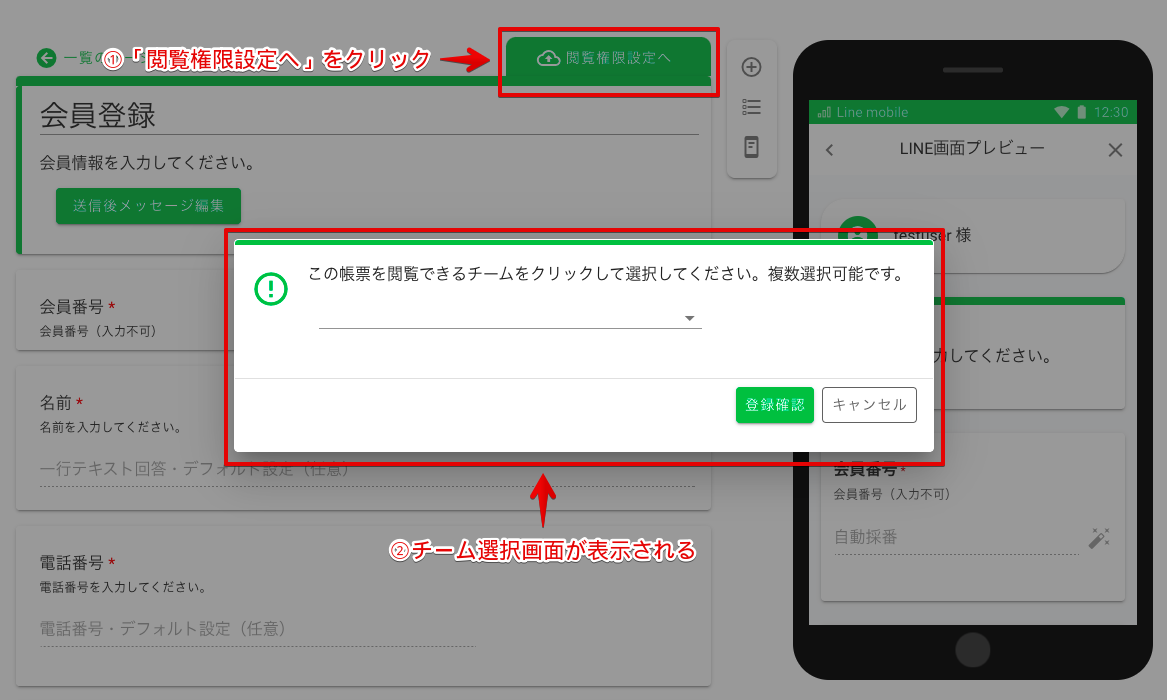 一覧の
①「閲覧権限設定へ」をクリック
閲覧権限設定へ
会員登録
会員情報を入力してください。
送信後メッセージ編集
会員番号 *
会員番号（入力不可）
名前 *
名前を入力してください。
一行テキスト回答・デフォルト設定（任意）
電話番号 *
電話番号を入力してください。
電話番号・デフォルト設定（任意）
この帳票を閲覧できるチームをクリックして選択してください。複数選択可能です。
登録確認
キャンセル
②チーム選択画面が表示される
Line mobile
12:30
LINE画面プレビュー
testuser 様
力してください。
会員番号 *
会員番号（入力不可）
自動採番